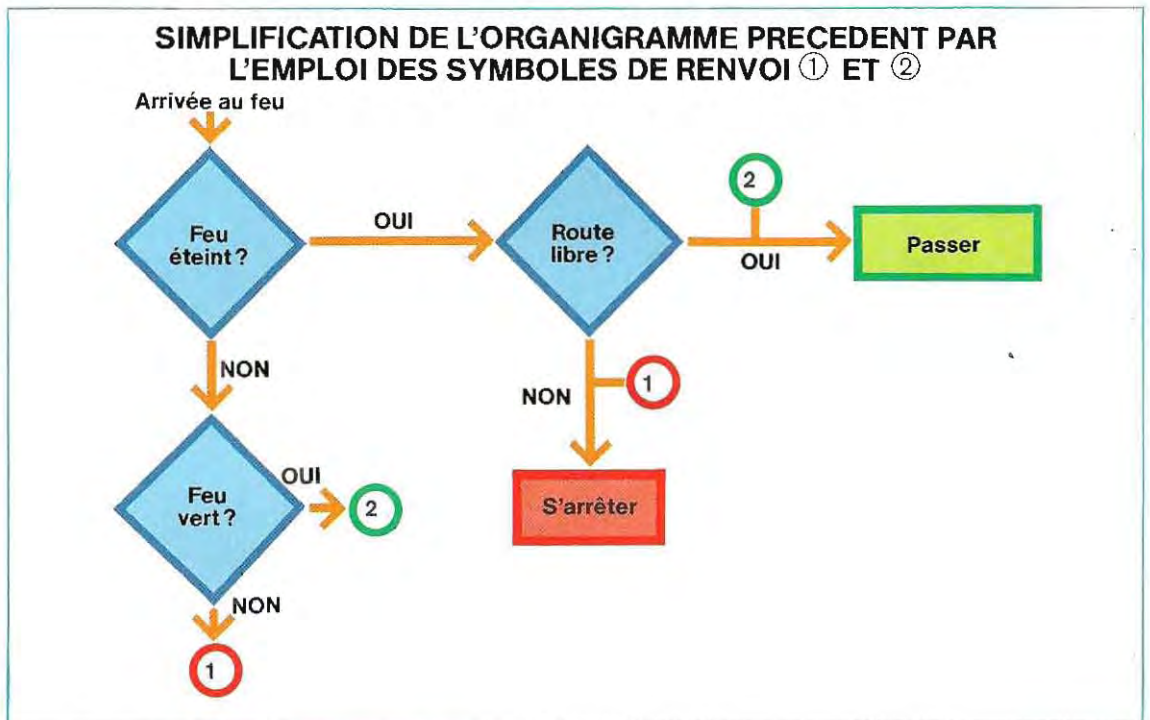 SIMPLIFICATION DE L'ORGANIGRAMME PRECEDENT PAR
L'EMPLOI DES SYMBOLES DE RENVOI ① ET ②
Arrivée au feu
Feu
éteint ?
OUI
Route
libre ?
2
OUI
Passer
NON
NON
1
S'arrêter
Feu
vert ?
OUI
2
NON
1